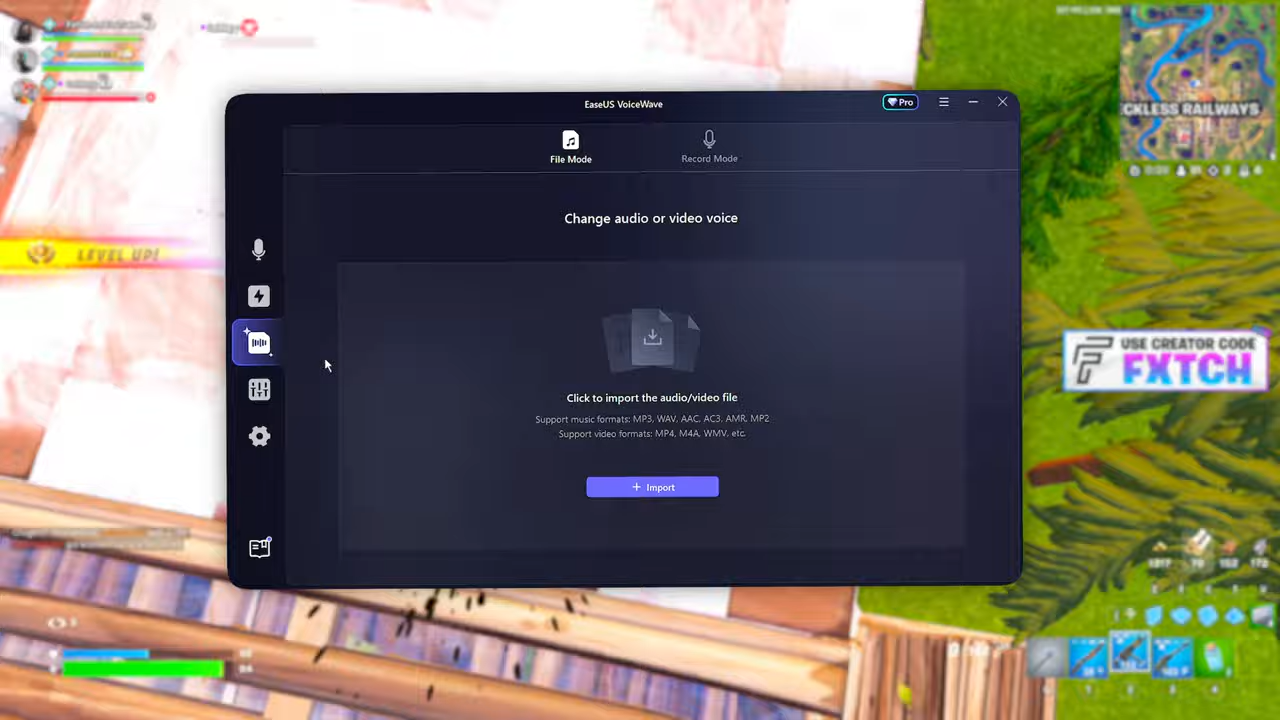 EaseUS VoiceWave
Pro
File Mode
Record Mode
Change audio or video voice
Click to import the audio/video file
Support music formats: MP3, WAV, AAC, AC3, AMR, MP2
Support video formats: MP4, M4A, WMV, etc.
+ Import
LEVEL UP!
CKLESS RAILWAYS
USE CREATOR CODE
FXTCH